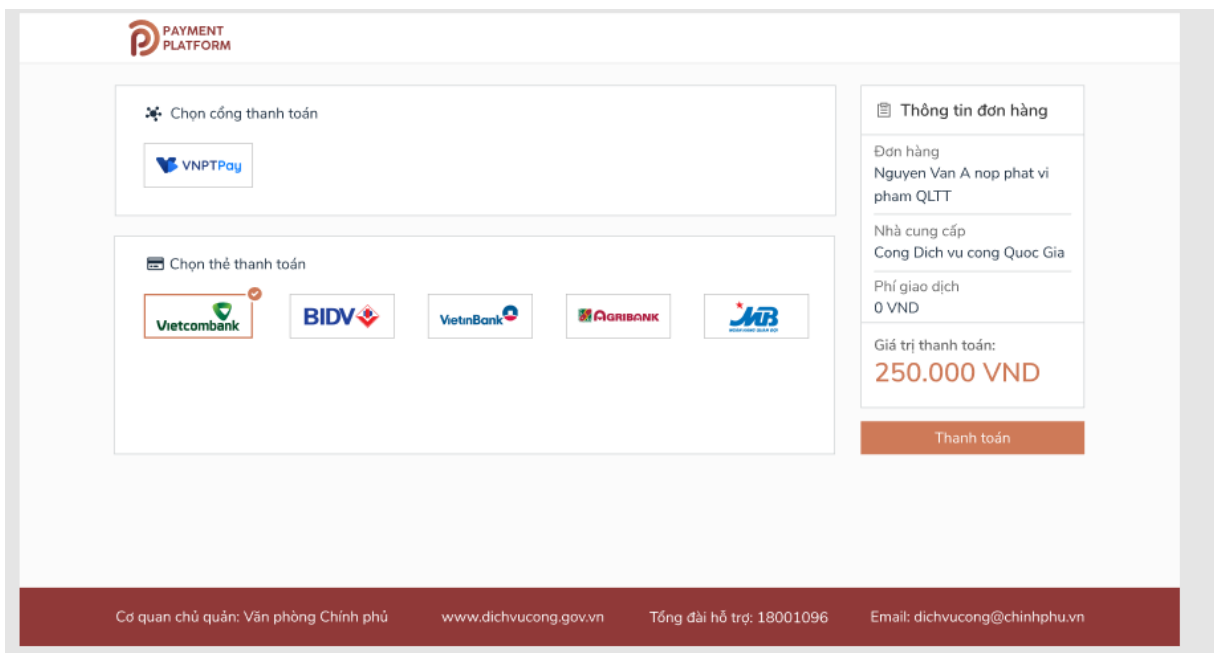 PAYMENT
PLATFORM
Chọn cổng thanh toán
VNPTPay
Chọn thẻ thanh toán
Vietcombank
BIDV
VietinBank
AGRIBANK
MB
Thông tin đơn hàng
Đơn hàng
Nguyen Van A nop phat vi
pham QLTT
Nhà cung cấp
Cong Dich vu cong Quoc Gia
Phí giao dịch
0 VND
Giá trị thanh toán:
250.000 VND
Thanh toán
Cơ quan chủ quản: Văn phòng Chính phủ
www.dichvucong.gov.vn
Tổng đài hỗ trợ: 18001096
Email: dichvucong@chinhphu.vn